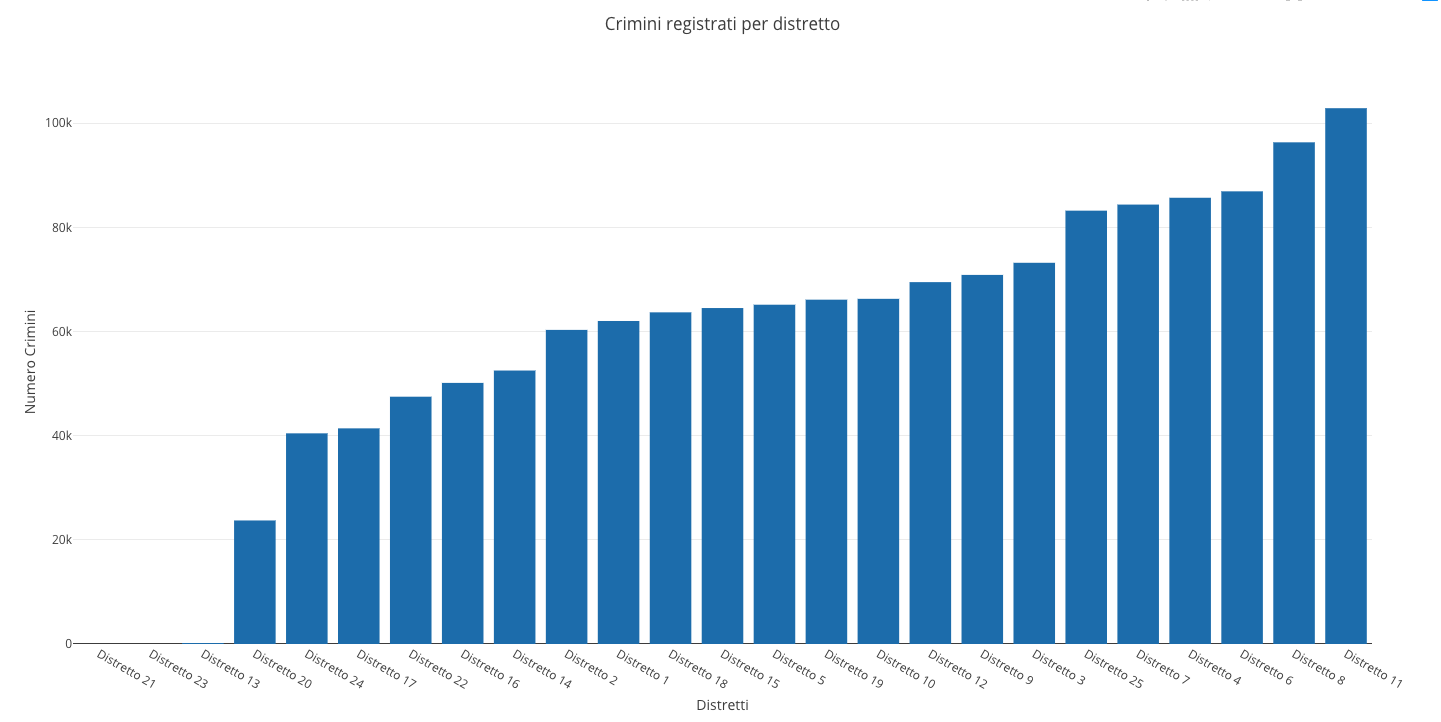 Crimini registrati per distretto
100k
80k
60k
40k
20k
0
Numero Crimini
Distretto 21
Distretto 23
Distretto 13
Distretto 20
Distretto 24
Distretto 17
Distretto 22
Distretto 16
Distretto 14
Distretto 2
Distretto 1
Distretto 18
Distretto 15
Distretto 5
Distretto 19
Distretto 10
Distretto 12
Distretto 9
Distretto 3
Distretto 25
Distretto 7
Distretto 4
Distretto 6
Distretto 8
Distretto 11
Distretti